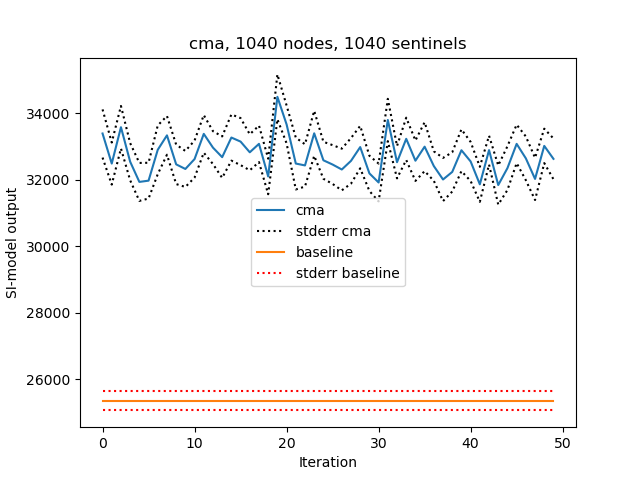 cma, 1040 nodes, 1040 sentinels
SI-model output
34000
32000
30000
28000
26000
cma
stderr cma
baseline
stderr baseline
0 10 20 30 40 50
Iteration